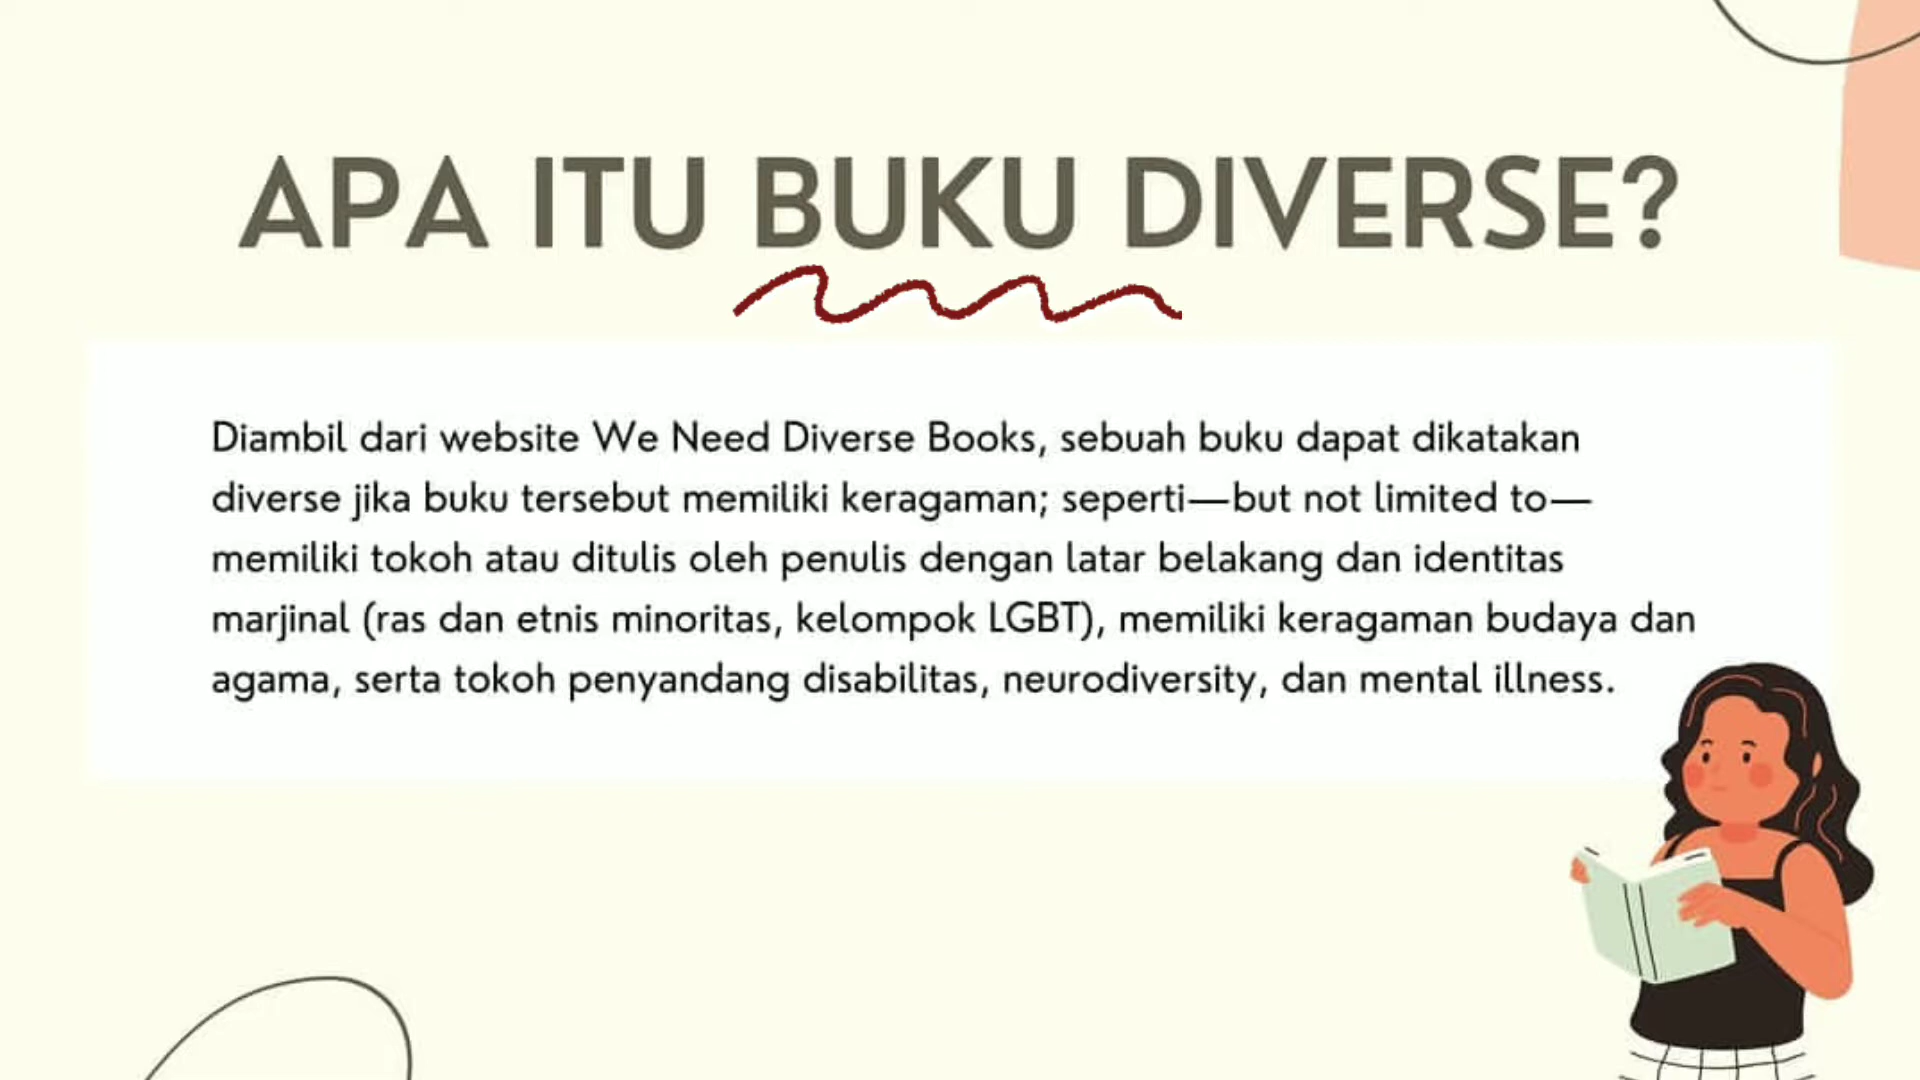 APA ITU BUKU DIVERSE?
Diambil dari website We Need Diverse Books, sebuah buku dapat dikatakan
diverse jika buku tersebut memiliki keragaman; seperti—but not limited to—
memiliki tokoh atau ditulis oleh penulis dengan latar belakang dan identitas
marjinal (ras dan etnis minoritas, kelompok LGBT), memiliki keragaman budaya dan
agama, serta tokoh penyandang disabilitas, neurodiversity, dan mental illness.